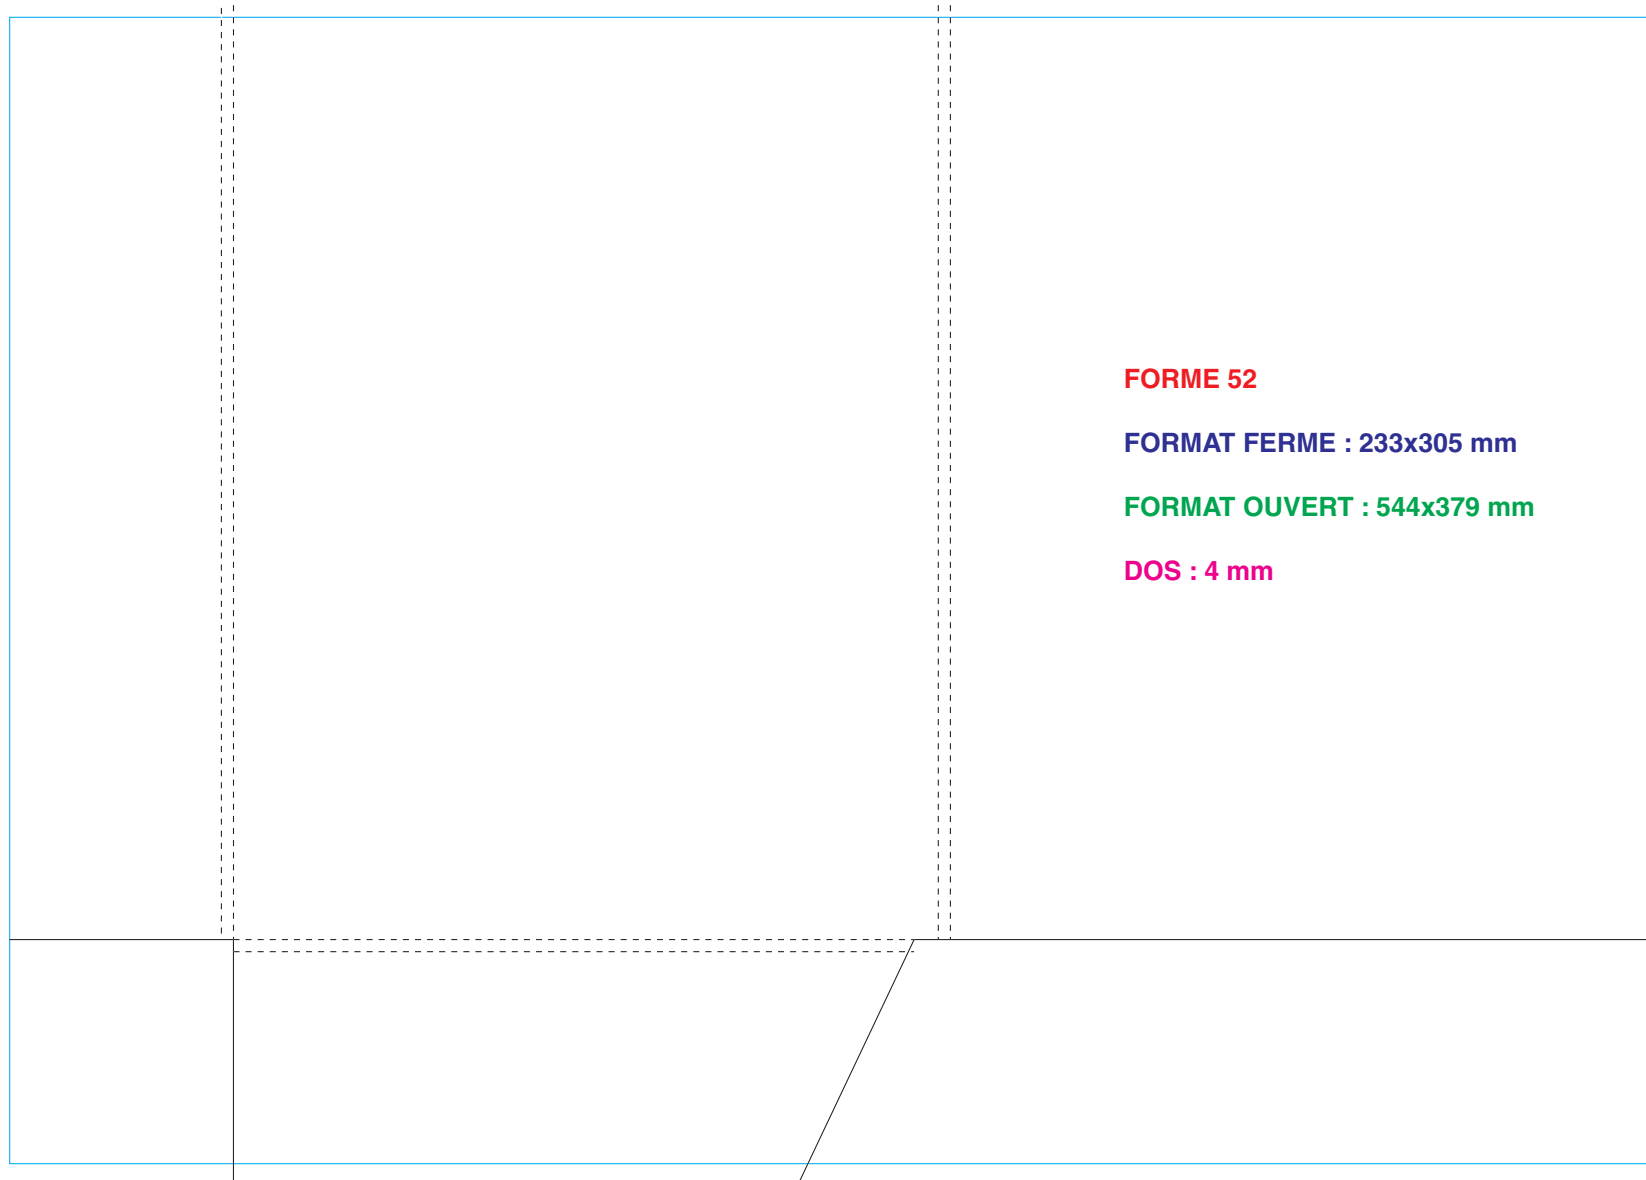 FORME 52
FORMAT FERME : 233x305 mm
FORMAT OUVERT : 544x379 mm
DOS : 4 mm